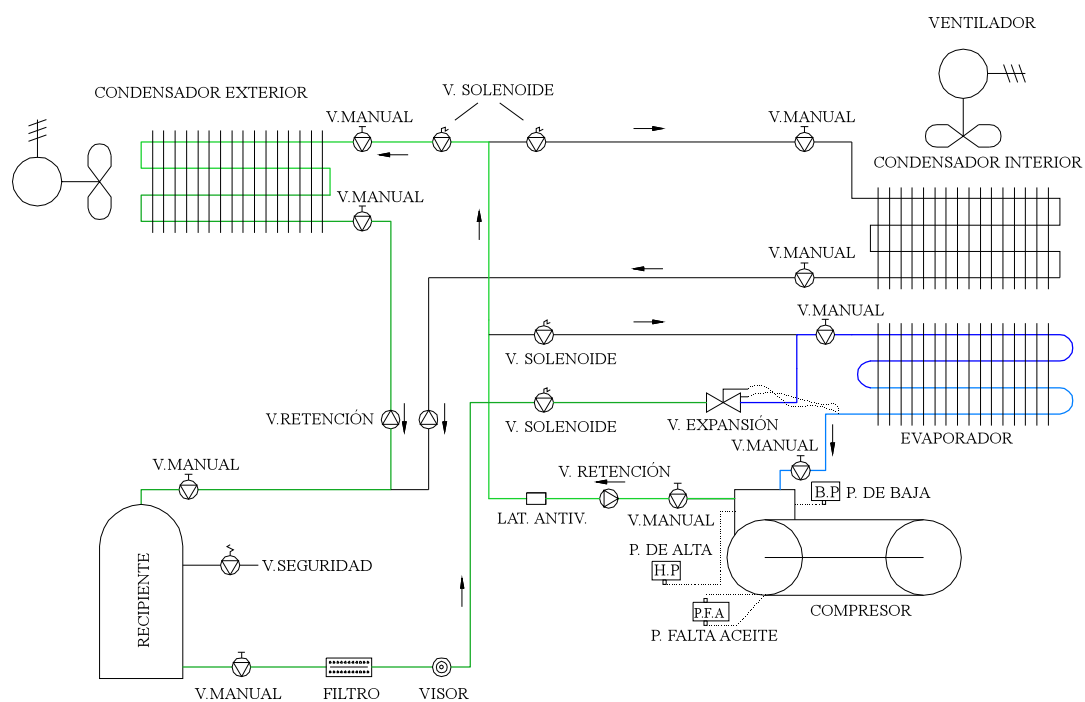 VENTILADOR
CONDENSADOR EXTERIOR
V. SOLENOIDE
V.MANUAL
V.MANUAL
CONDENSADOR INTERIOR
V.MANUAL
V.MANUAL
V.MANUAL
V. SOLENOIDE
V.RETENCIÓN
V. SOLENOIDE
V. EXPANSIÓN
EVAPORADOR
V.MANUAL
V.MANUAL
V. RETENCIÓN
B.P
P. DE BAJA
LAT. ANTIV.
V.MANUAL
P. DE ALTA
H.P
V.SEGURIDAD
RECIPIENTE
P.F.A
COMPRESOR
P. FALTA ACEITE
V.MANUAL
FILTRO
VISOR